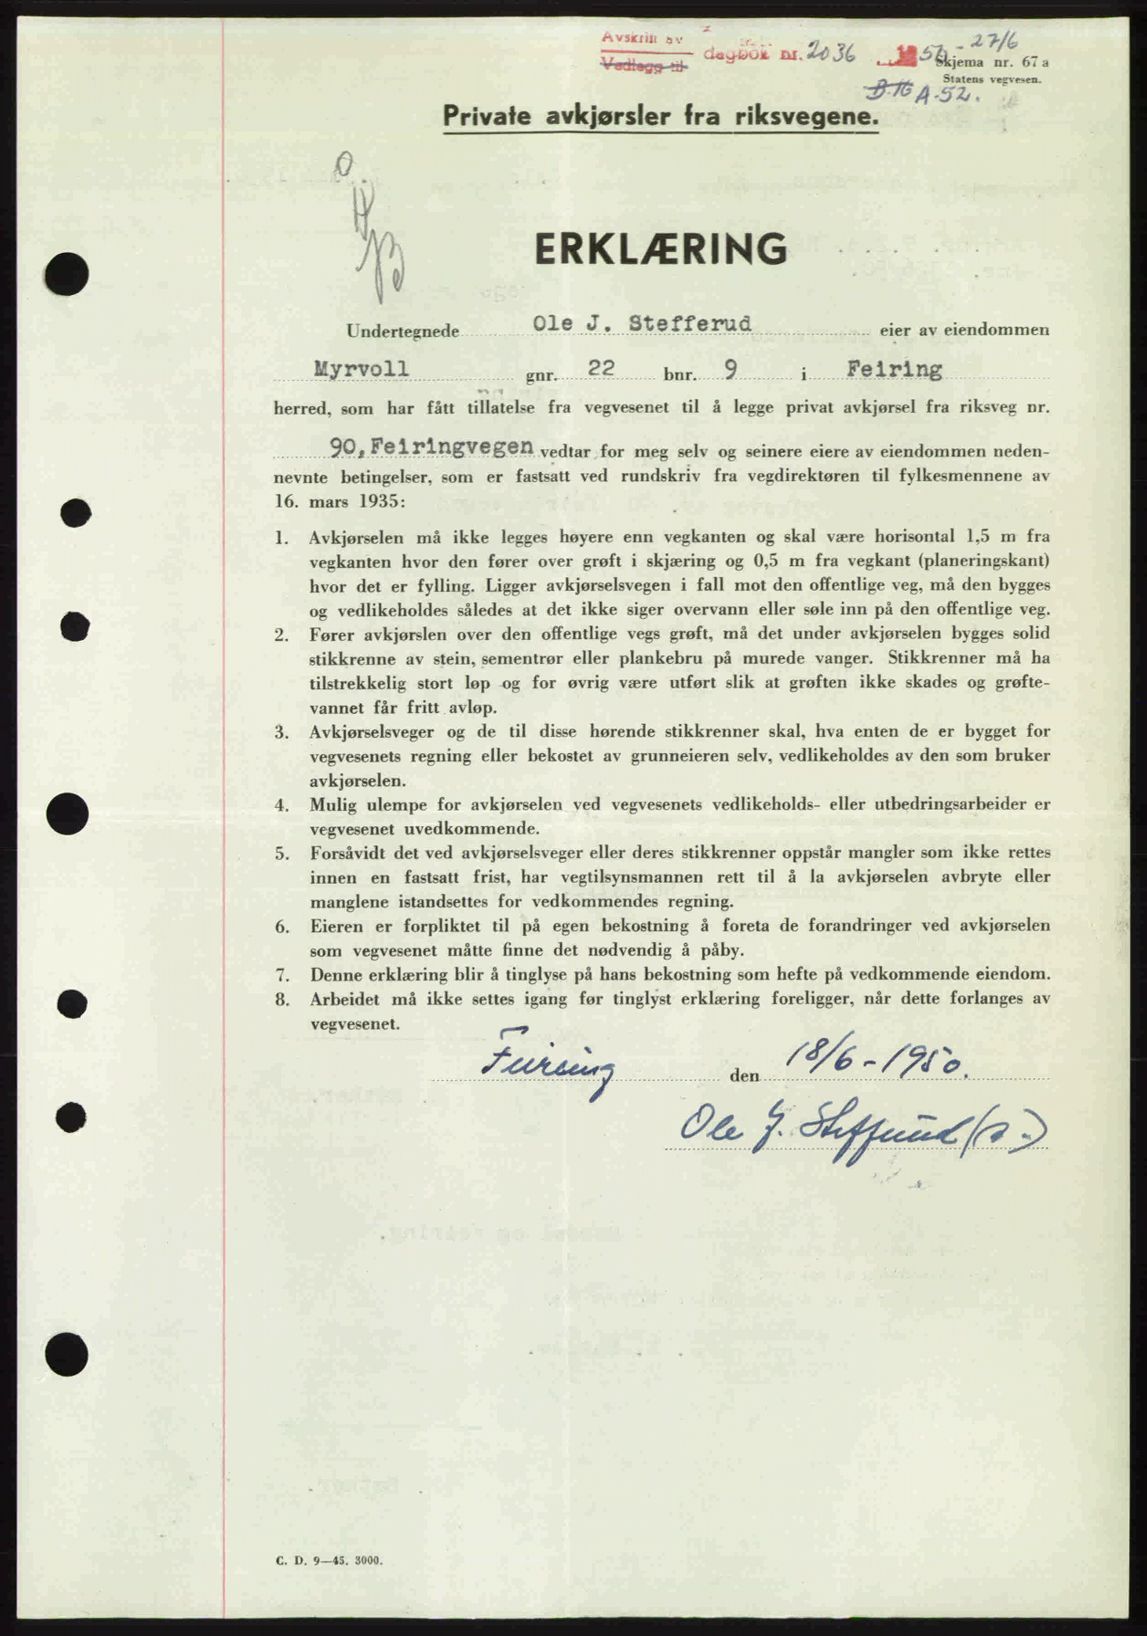 Avskrift av
Vedlegg til dagbok nr. 2036 1950 - 27/6
Skjema nr. 67 a
Statens vegvesen.
B.16 A-52.
Private avkjørsler fra riksvegene.
ERKLÆRING
Undertegnede Ole J. Stefferud eier av eiendommen
Myrvoll gnr. 22 bnr. 9 i Feiring
herred, som har fått tillatelse fra vegvesenet til å legge privat avkjørsel fra riksveg nr.
90, Feiringvegen vedtar for meg selv og seinere eiere av eiendommen neden-
nevnte betingelser, som er fastsatt ved rundskriv fra vegdirektøren til fylkesmennene av
16. mars 1935:
1. Avkjørselen må ikke legges høyere enn vegkanten og skal være horisontal 1,5 m fra
vegkanten hvor den fører over grøft i skjæring og 0,5 m fra vegkant (planeringskant)
hvor det er fylling. Ligger avkjørselsvegen i fall mot den offentlige veg, må den bygges
og vedlikeholdes således at det ikke siger overvann eller søle inn på den offentlige veg.
2. Fører avkjørslen over den offentlige vegs grøft, må det under avkjørselen bygges solid
stikkrenne av stein, sementrør eller plankebru på murede vanger. Stikkrenner må ha
tilstrekkelig stort løp og for øvrig være utført slik at grøften ikke skades og grøfte-
vannet får fritt avløp.
3. Avkjørselsveger og de til disse hørende stikkrenner skal, hva enten de er bygget for
vegvesenets regning eller bekostet av grunneieren selv, vedlikeholdes av den som bruker
avkjørselen.
4. Mulig ulempe for avkjørselen ved vegvesenets vedlikeholds- eller utbedringsarbeider er
vegvesenet uvedkommende.
5. Forsåvidt det ved avkjørselsveger eller deres stikkrenner oppstår mangler som ikke rettes
innen en fastsatt frist, har vegtilsynsmannen rett til å la avkjørselen avbryte eller
manglene istandsettes for vedkommendes regning.
6. Eieren er forpliktet til på egen bekostning å foreta de forandringer ved avkjørselen
som vegvesenet måtte finne det nødvendig å påby.
7. Denne erklæring blir å tinglyse på hans bekostning som hefte på vedkommende eiendom.
8. Arbeidet må ikke settes igang før tinglyst erklæring foreligger, når dette forlanges av
vegvesenet.
Feiring den 18/6-1950.
Ole J. Stefferud (s.)
C. D. 9—45. 3000.